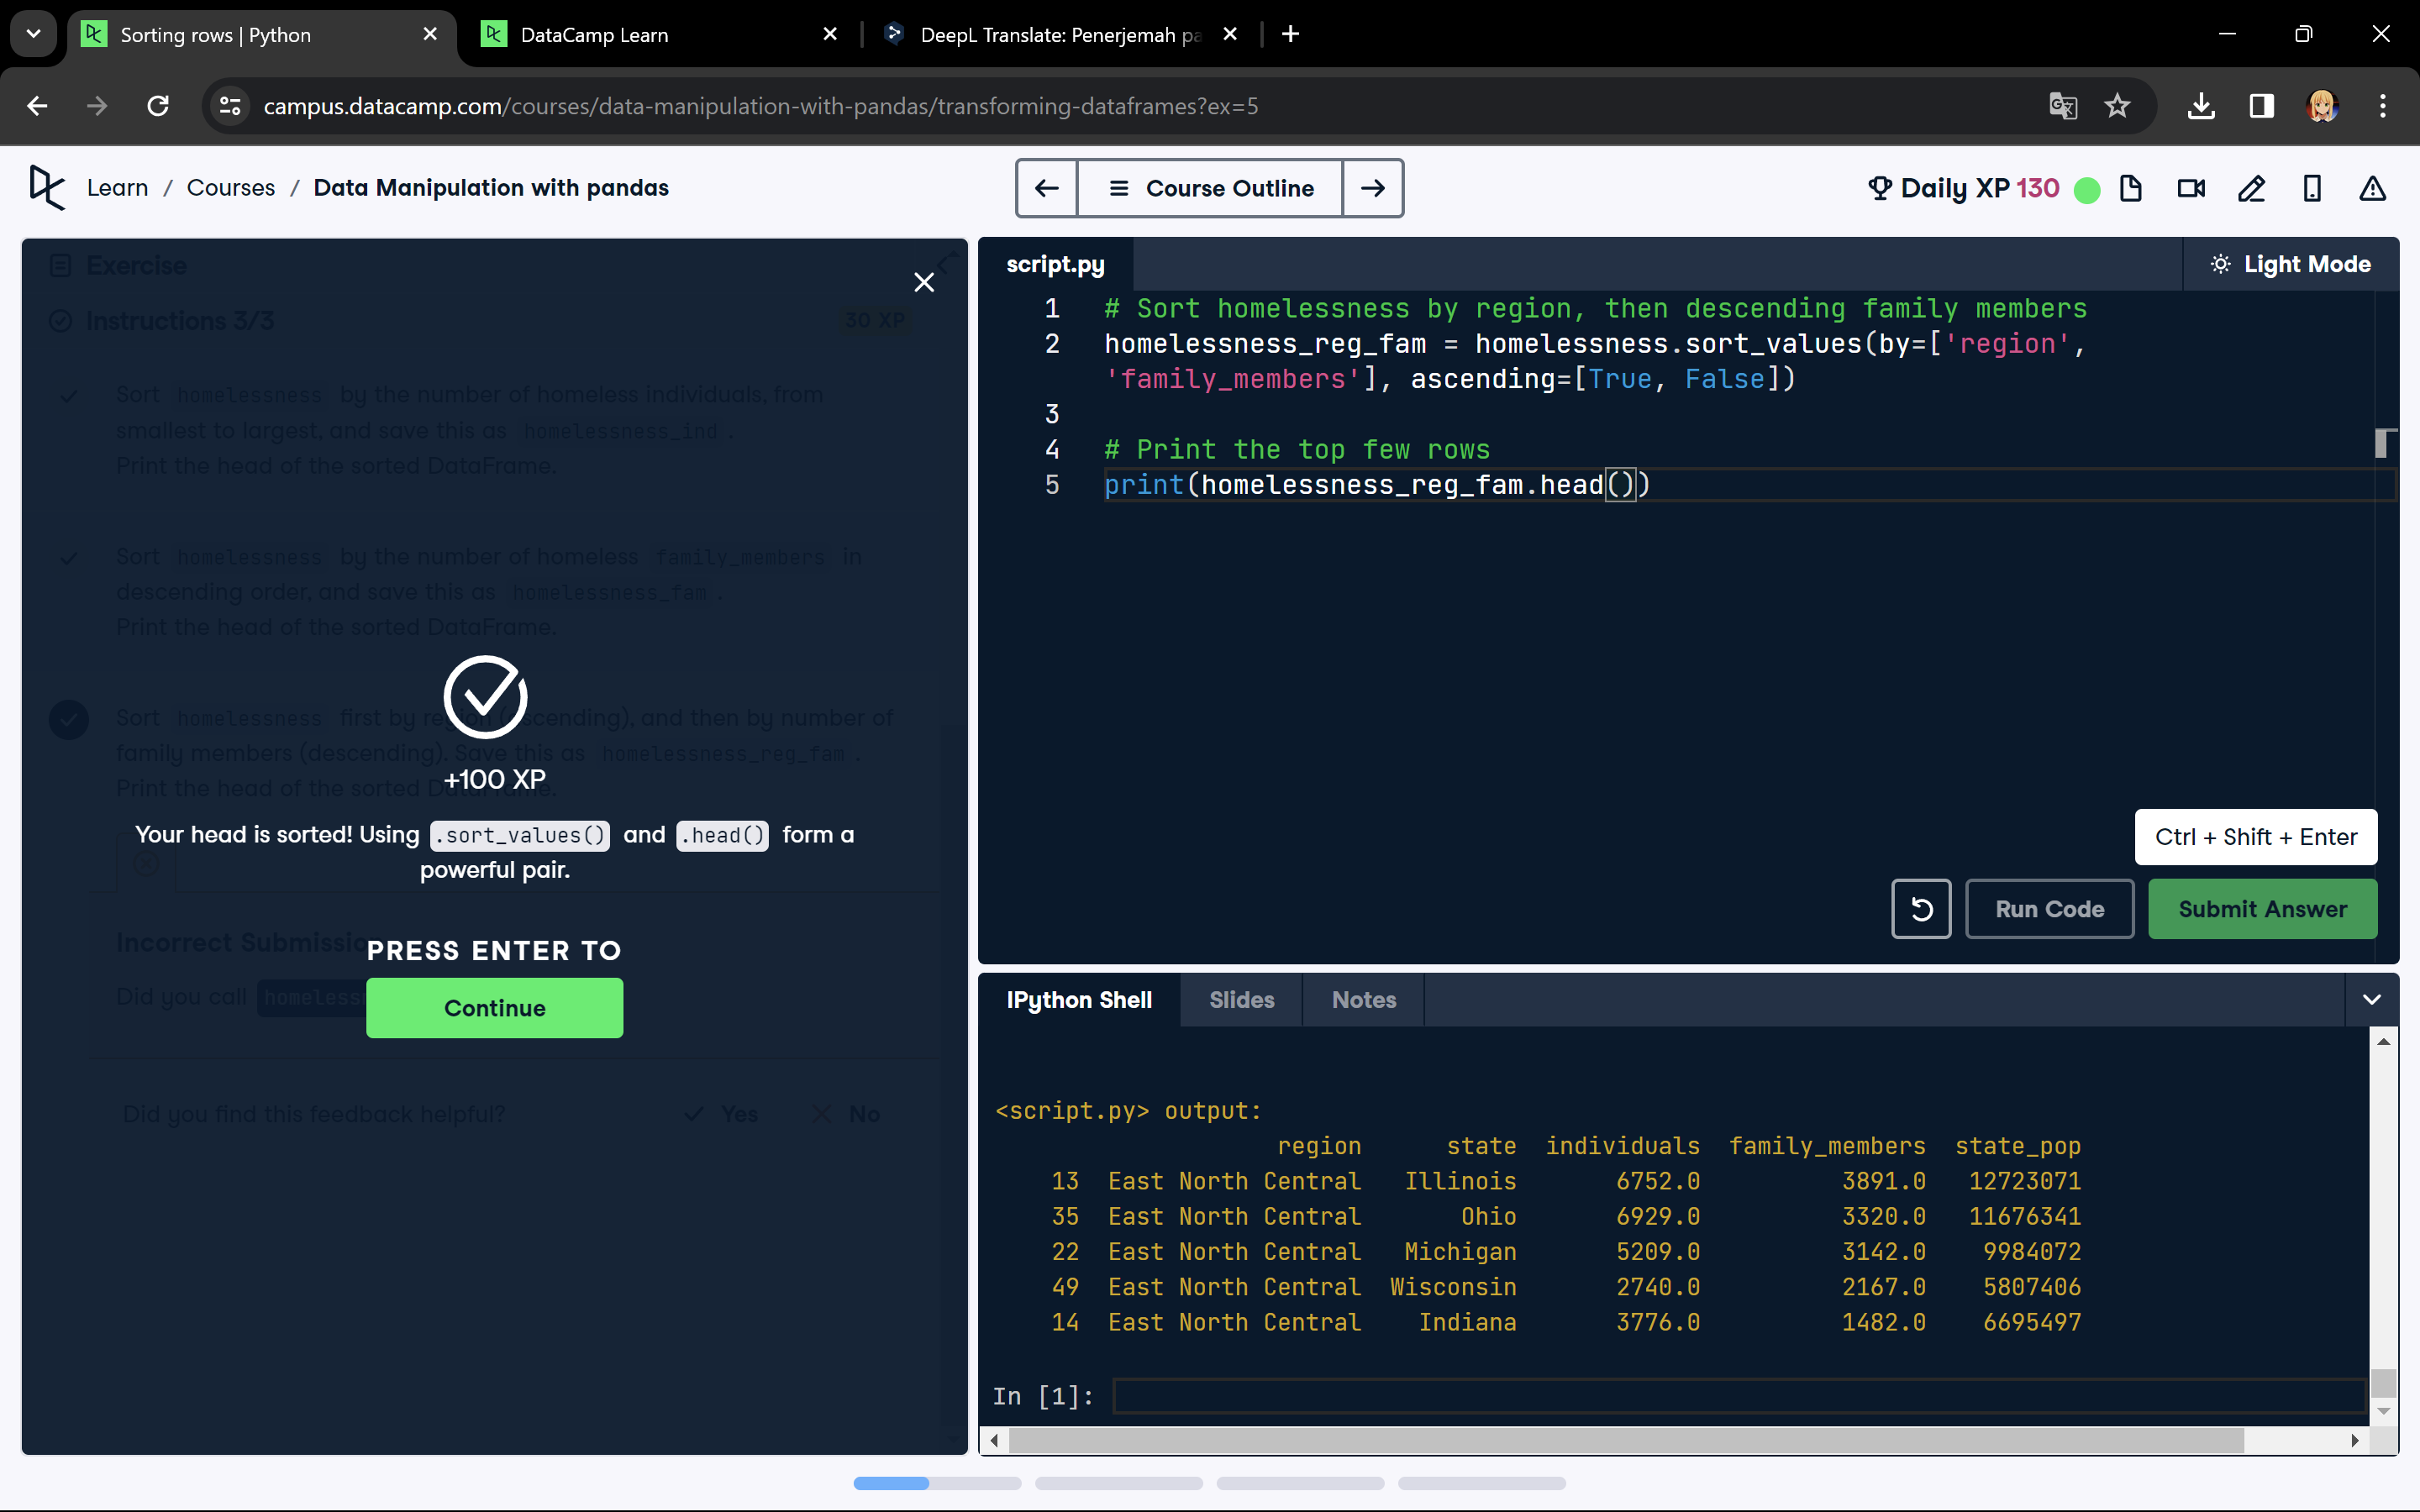 Sorting rows | Python
DataCamp Learn
DeepL Translate: Penerjemah pa
campus.datacamp.com/courses/data-manipulation-with-pandas/transforming-dataframes?ex=5
Learn / Courses / Data Manipulation with pandas
Course Outline
Daily XP 130
Exercise
Instructions 3/3
30 XP
Sort homelessness by the number of homeless individuals, from
smallest to largest, and save this as homelessness_ind.
Print the head of the sorted DataFrame.
Sort homelessness by the number of homeless family_members in
descending order, and save this as homelessness_fam.
Print the head of the sorted DataFrame.
Sort homelessness first by region (ascending), and then by number of
family members (descending). Save this as homelessness_reg_fam.
Print the head of the sorted DataFrame.
+100 XP
Your head is sorted! Using .sort_values() and .head() form a
powerful pair.
Incorrect
PRESS ENTER TO
Did you call
Continue
Did you find this feedback helpful?
Yes
No
script.py
Light Mode
1 # Sort homelessness by region, then descending family members
2 homelessness_reg_fam = homelessness.sort_values(by=['region',
'family_members'], ascending=[True, False])
3
4 # Print the top few rows
5 print(homelessness_reg_fam.head())
Ctrl + Shift + Enter
Run Code
Submit Answer
IPython Shell
Slides
Notes
<script.py> output:
region state individuals family_members state_pop
13 East North Central Illinois 6752.0 3891.0 12723071
35 East North Central Ohio 6929.0 3320.0 11676341
22 East North Central Michigan 5209.0 3142.0 9984072
49 East North Central Wisconsin 2740.0 2167.0 5807406
14 East North Central Indiana 3776.0 1482.0 6695497
In [1]: